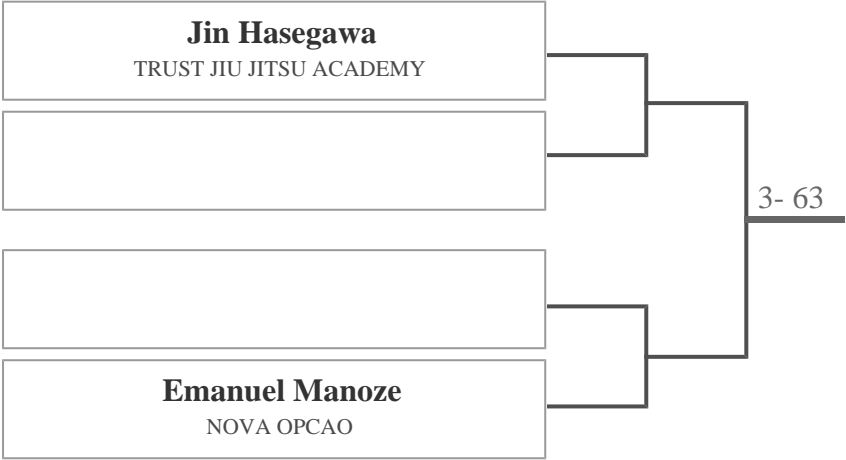 Jin Hasegawa
TRUST JIU JITSU ACADEMY
3- 63
Emanuel Manoze
NOVA OPCAO